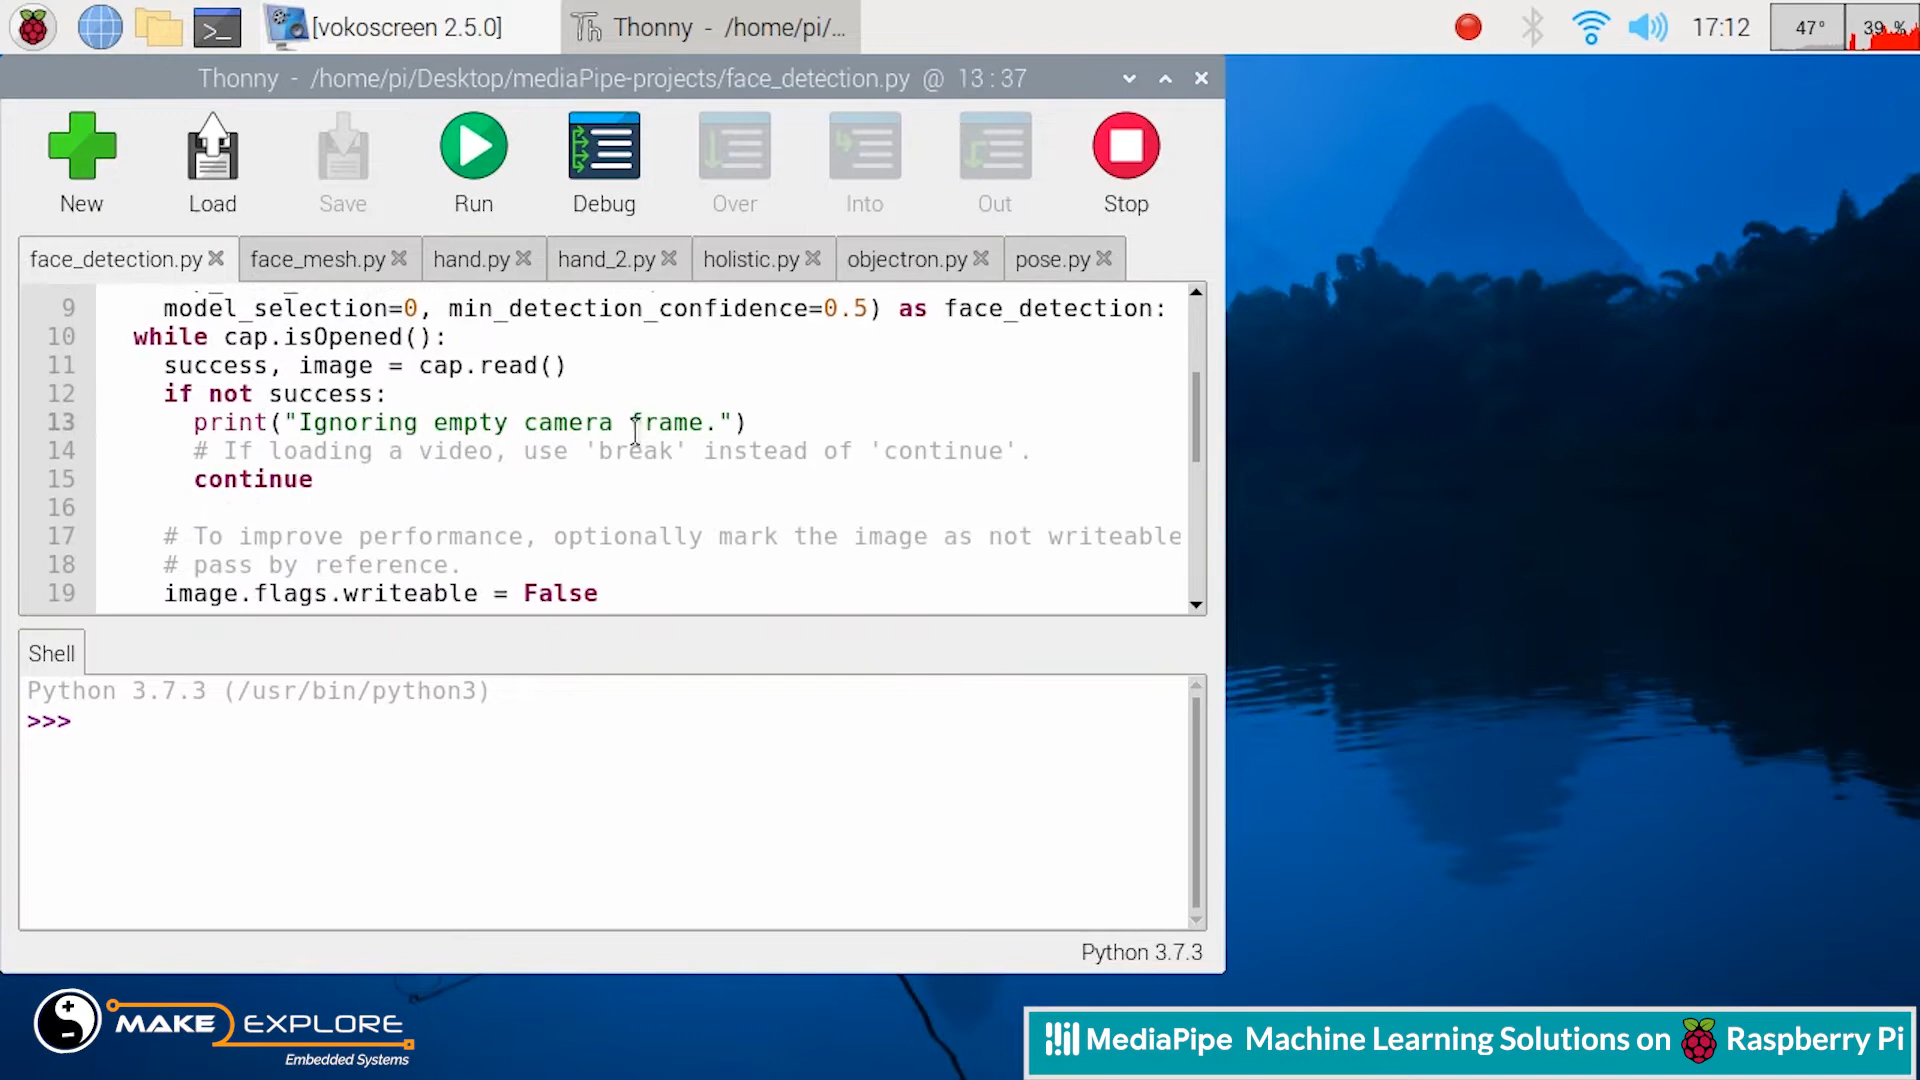 [vokoscreen 2.5.0]
Thonny - /home/pi/...
17:12
47°
39 %
Thonny - /home/pi/Desktop/mediaPipe-projects/face_detection.py @ 13 : 37
New
Load
Save
Run
Debug
Over
Into
Out
Stop
face_detection.py
face_mesh.py
hand.py
hand_2.py
holistic.py
objectron.py
pose.py
9 model_selection=0, min_detection_confidence=0.5) as face_detection:
10 while cap.isOpened():
11 success, image = cap.read()
12 if not success:
13 print("Ignoring empty camera frame.")
14 # If loading a video, use 'break' instead of 'continue'.
15 continue
16
17 # To improve performance, optionally mark the image as not writeable
18 # pass by reference.
19 image.flags.writeable = False
Shell
Python 3.7.3 (/usr/bin/python3)
>>>
Python 3.7.3
MAKE EXPLORE
Embedded Systems
MediaPipe Machine Learning Solutions on Raspberry Pi